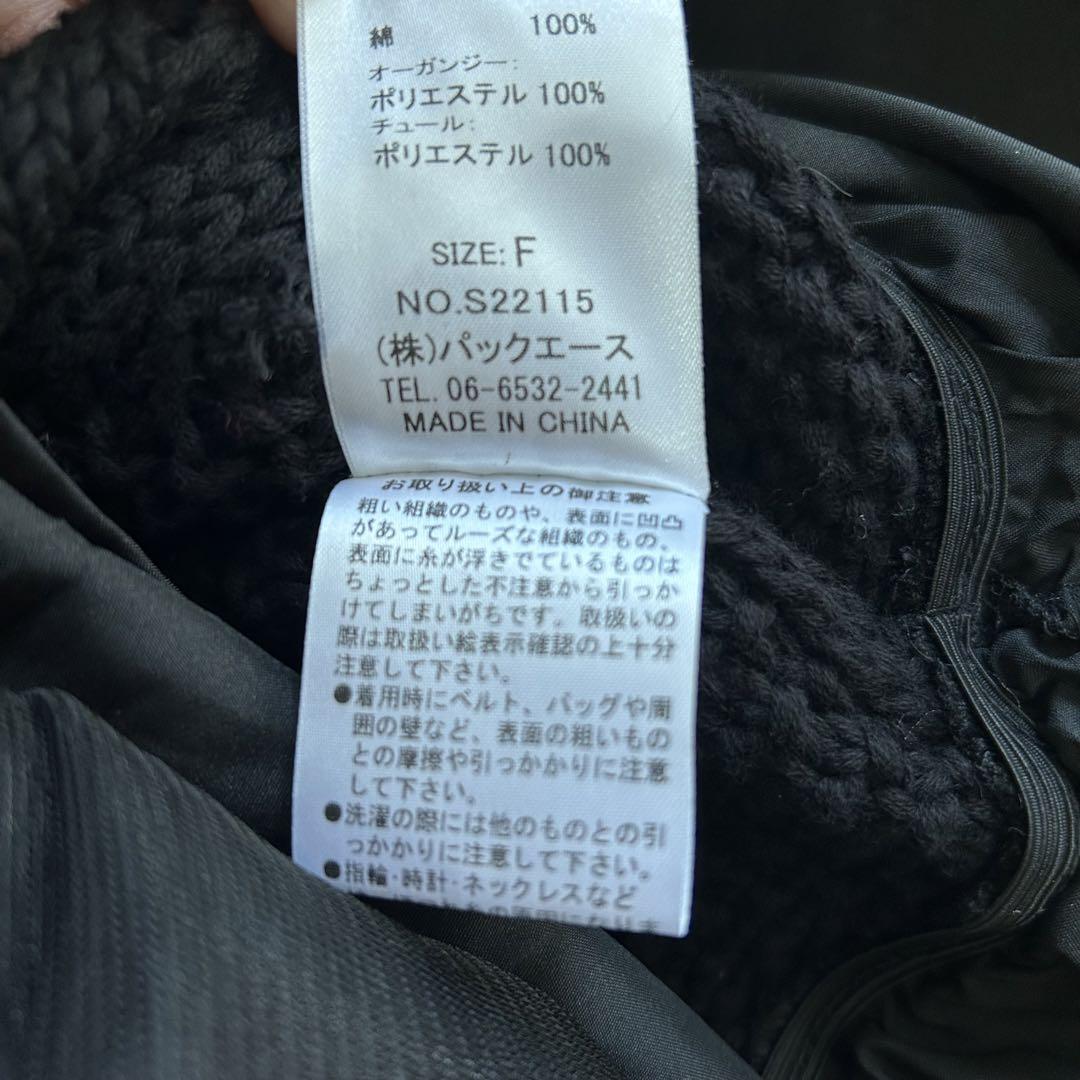 綿 100%
オーガンジー:
ポリエステル 100%
チュール:
ポリエステル 100%
SIZE: F
NO.S22115
(株)パックエース
TEL. 06-6532-2441
MADE IN CHINA
お取り扱い上の御注意
粗い組織のものや、表面に凹凸
があってルーズな組織のもの、
表面に糸が浮きでているものは
ちょっとした不注意から引っか
けてしまいがちです。取扱いの
際は取扱い絵表示確認の上十分
注意して下さい。
●着用時にベルト、バッグや周
囲の壁など、表面の粗いもの
との摩擦や引っかかりに注意
して下さい。
●洗濯の際には他のものとの引
っかかりに注意して下さい。
●指輪・時計・ネックレスなど